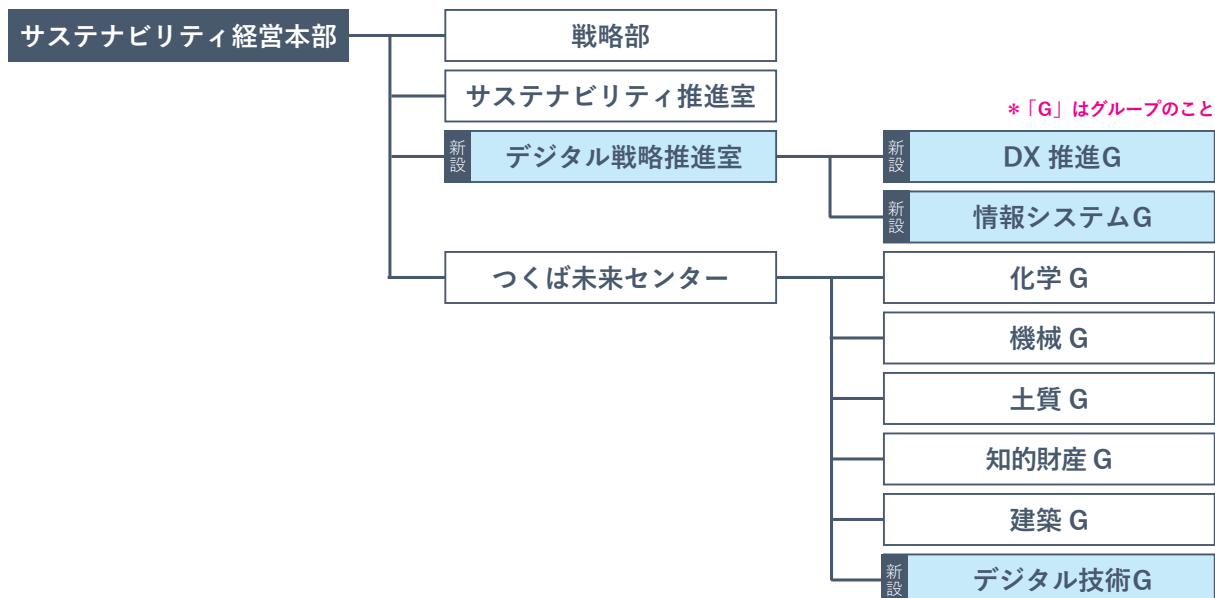 サステナビリティ経営本部
戦略部
サステナビリティ推進室
*「G」はグループのこと
新設
デジタル戦略推進室
新設
DX 推進G
新設
情報システムG
つくば未来センター
化学 G
機械 G
土質 G
知的財産 G
建築 G
新設
デジタル技術G